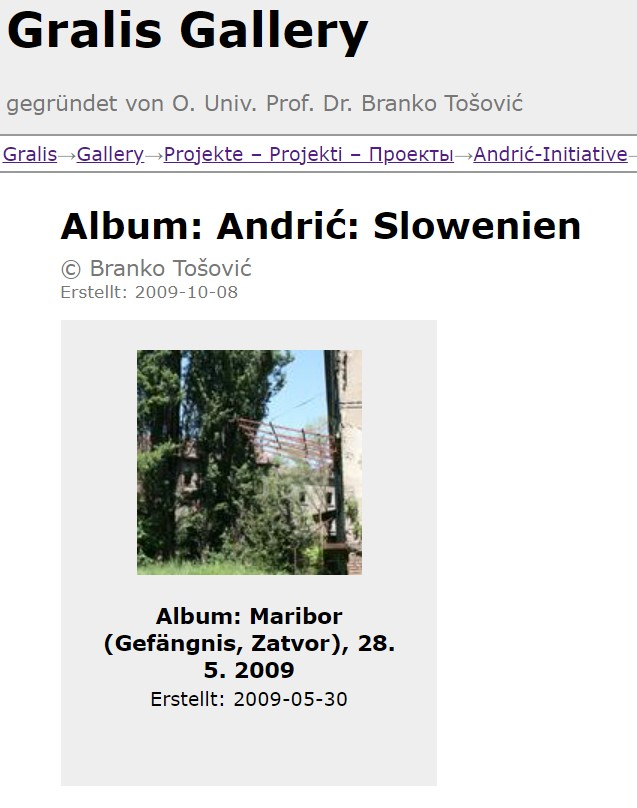 Gralis Gallery
gegründet von O. Univ. Prof. Dr. Branko Tošović
Gralis→Gallery→Projekte – Projekti – Проекты→Andrić-Initiative→
Album: Andrić: Slowenien
© Branko Tošović
Erstellt: 2009-10-08
Album: Maribor
(Gefängnis, Zatvor), 28.
5. 2009
Erstellt: 2009-05-30